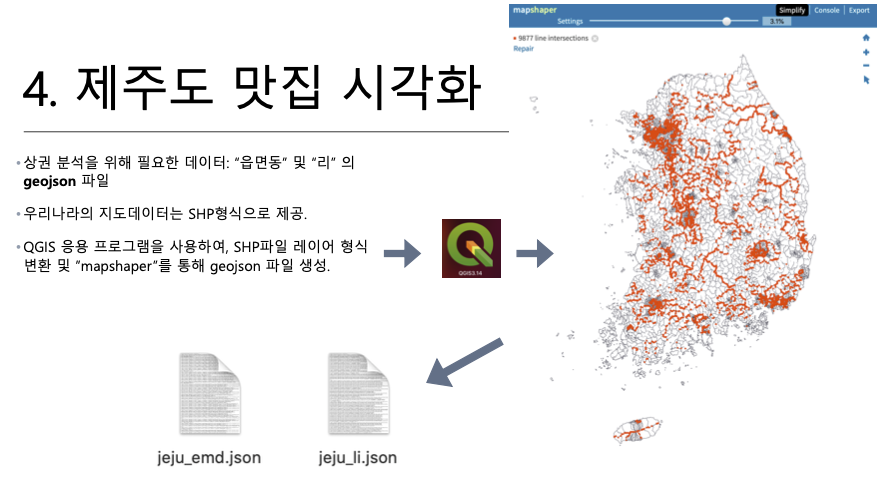 mapshaper
Simplify Console Export
Settings 3.1%
9877 line intersections
Repair
4. 제주도 맛집 시각화
상권 분석을 위해 필요한 데이터: “읍면동“ 및 “리” 의
geojson 파일
우리나라의 지도데이터는 SHP형식으로 제공.
QGIS 응용 프로그램을 사용하여, SHP파일 레이어 형식
변환 및 “mapshaper”를 통해 geojson 파일 생성.
QGIS3.14
jeju_emd.json
jeju_li.json